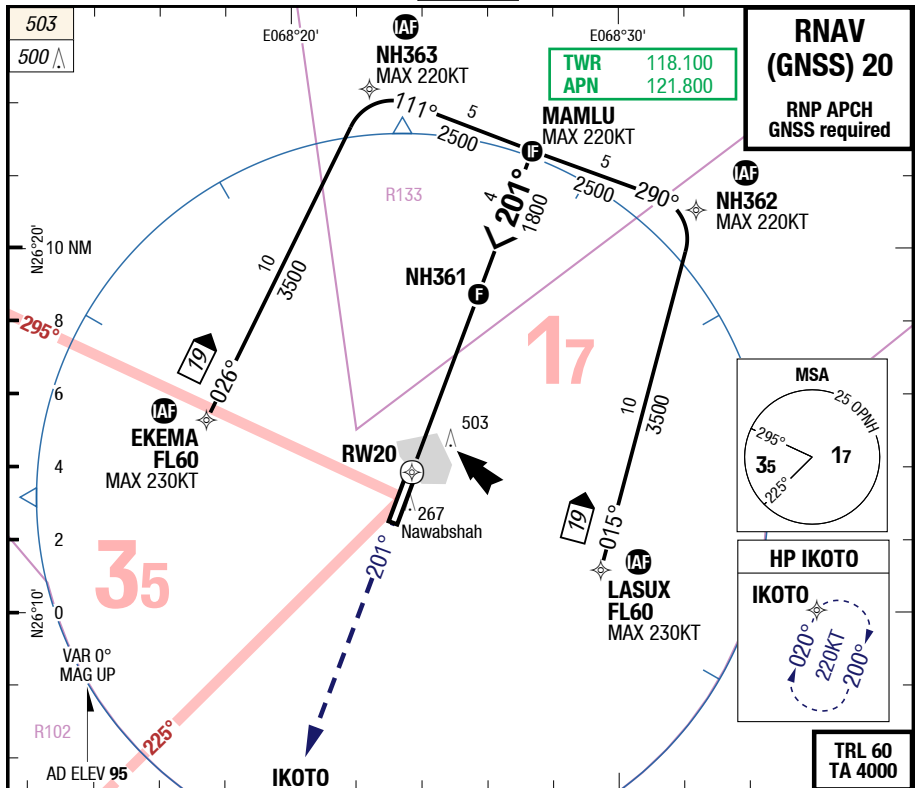 503
500
E068°20'
E068°30'
RNAV
(GNSS) 20
RNP APCH
GNSS required
TWR 118.100
APN 121.800
IAF
NH363
MAX 220KT
111°
5
2500
MAMLU
MAX 220KT
IF
5
2500
290°
IAF
NH362
MAX 220KT
R133
4
201°
1800
N26°20'
10 NM
10
3500
NH361
F
8
295°
17
19
026°
6
IAF
EKEMA
FL60
MAX 230KT
MSA
25 OPNH
295°
35
17
225°
10
3500
503
RW20
4
267
Nawabshah
19
015°
2
201°
35
IAF
LASUX
FL60
MAX 230KT
HP IKOTO
IKOTO
020°
220KT
200°
N26°10'
0
VAR 0°
MAG UP
R102
225°
AD ELEV 95
IKOTO
TRL 60
TA 4000